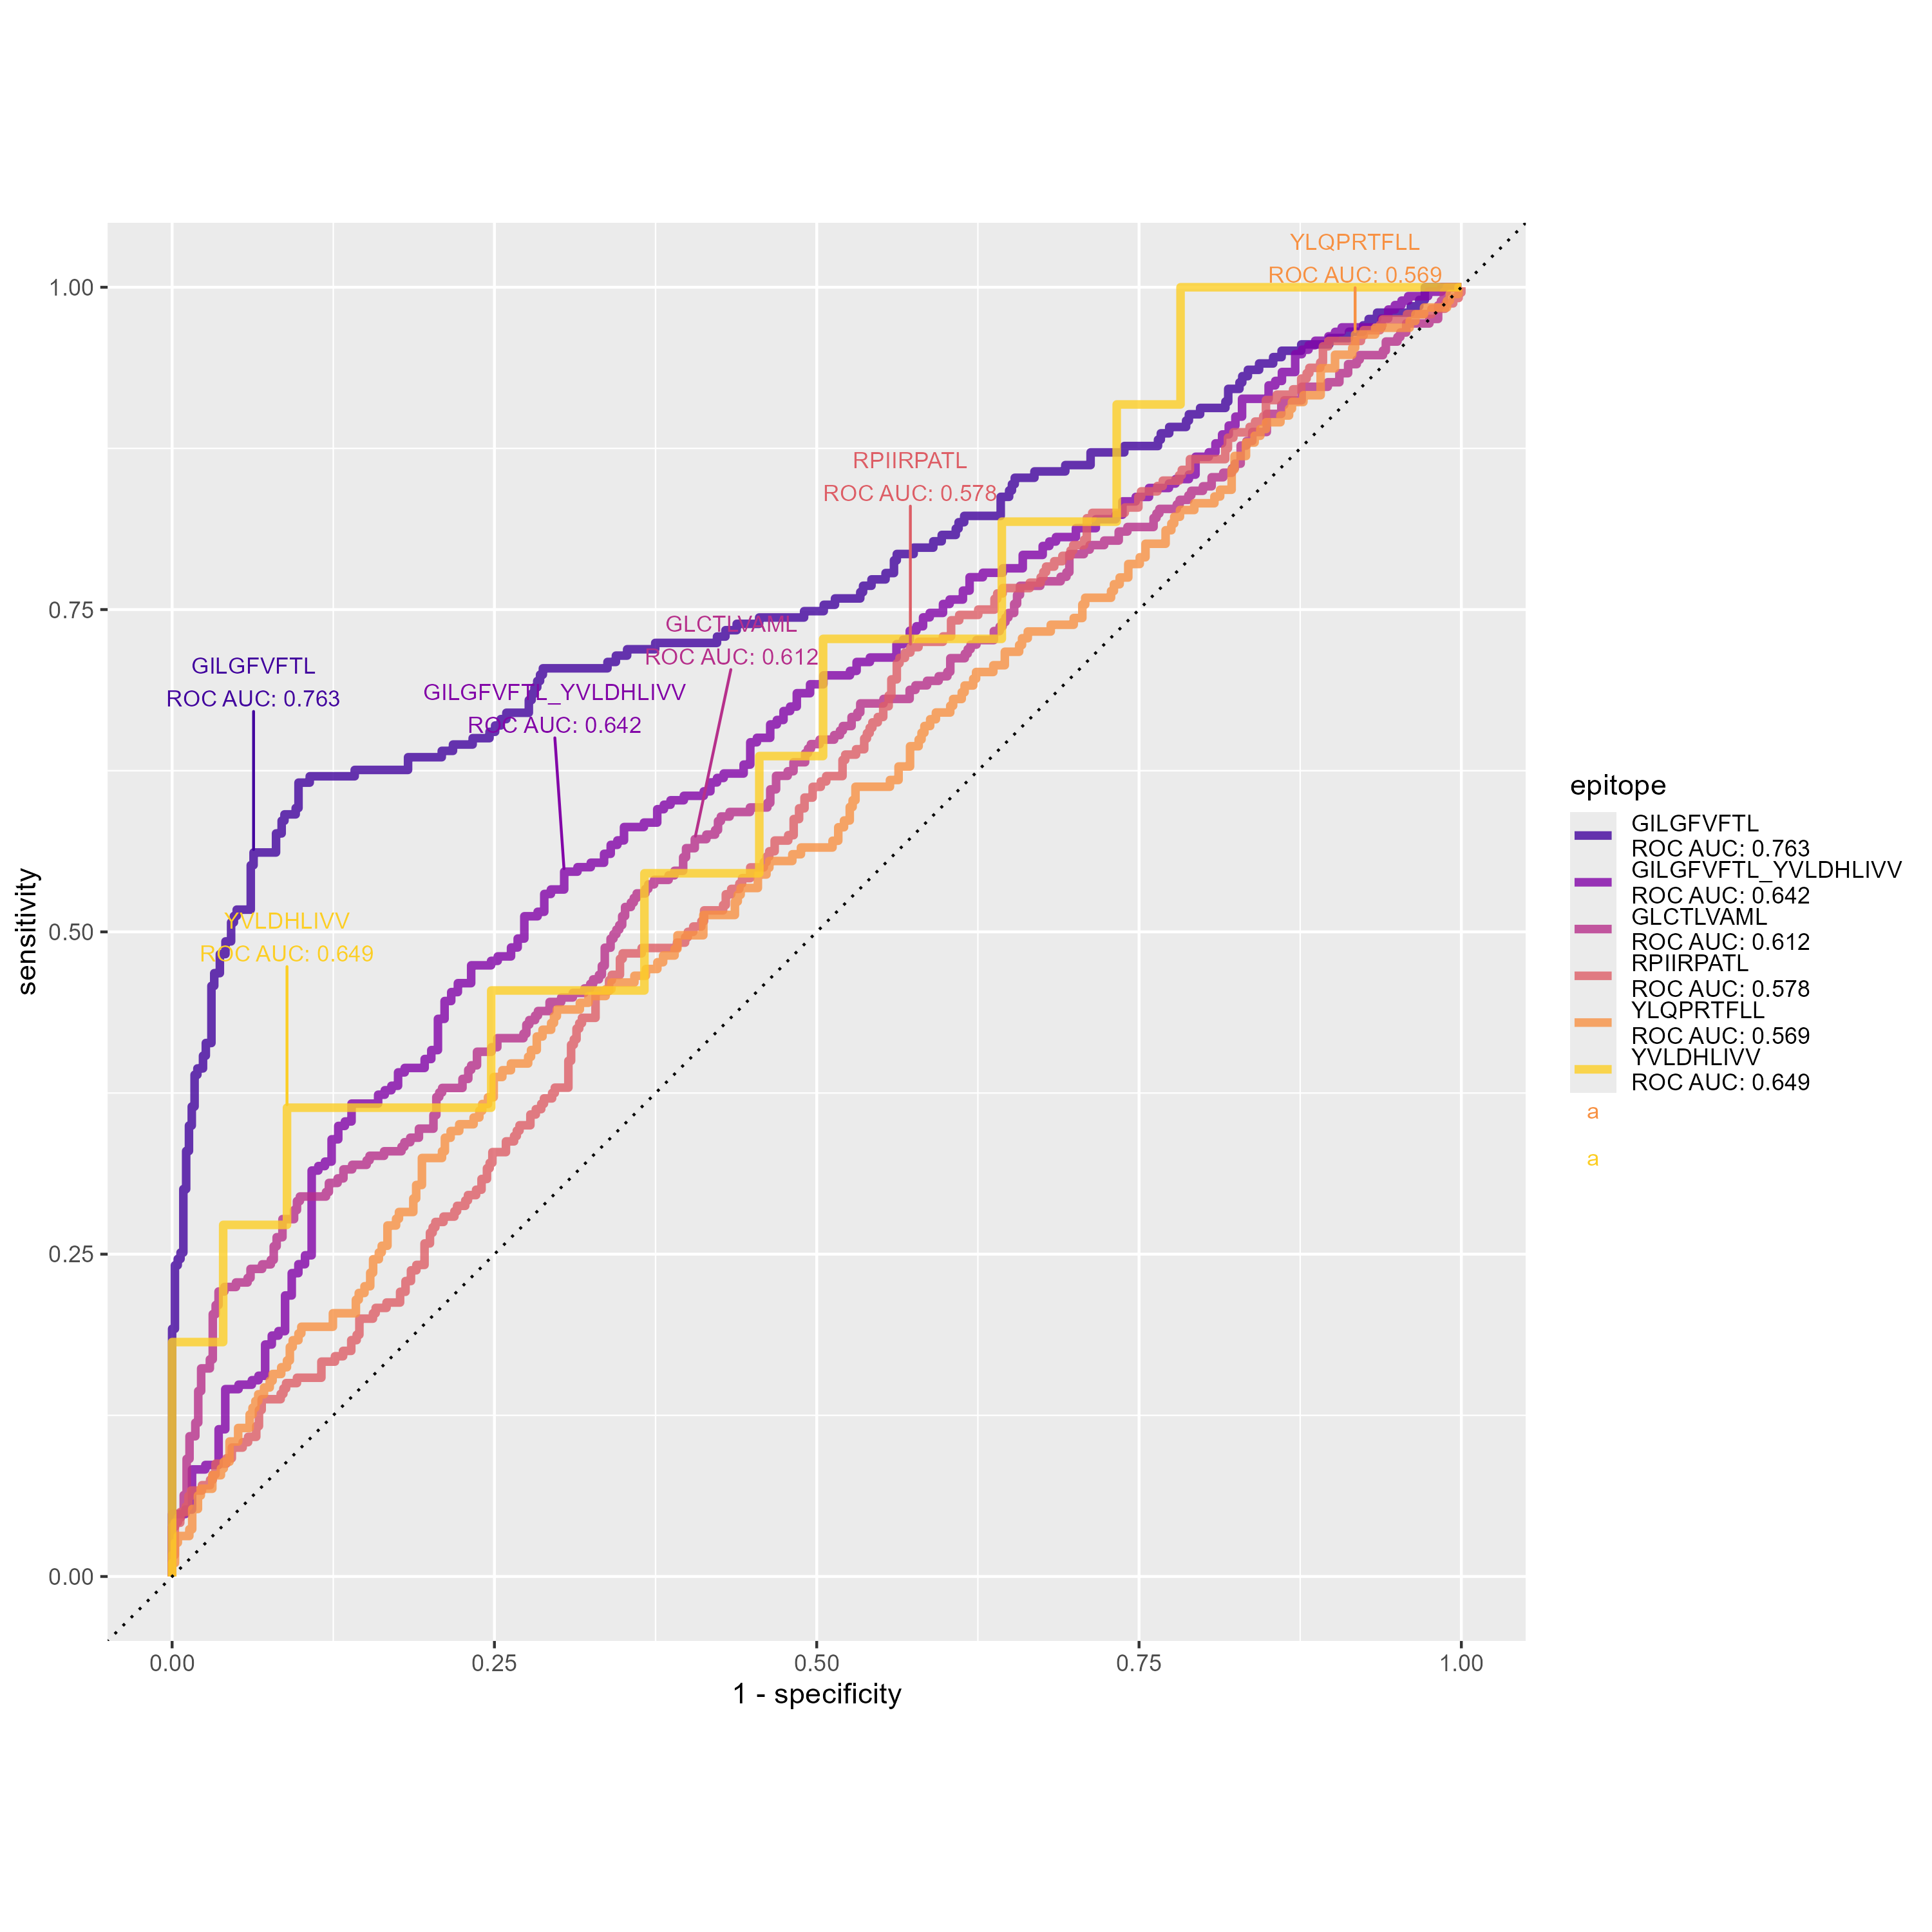 YLQPRTFLL
ROC AUC: 0.569
1.00
RPIIRPATL
ROC AUC: 0.578
0.75
GLCTLVAML
ROC AUC: 0.612
GILGFVFTL
ROC AUC: 0.763
GILGFVFTL_YVLDHLIVV
ROC AUC: 0.642
YVLDHLIVV
ROC AUC: 0.649
0.50
0.25
0.00
sensitivity
0.00 0.25 0.50 0.75 1.00
1 - specificity
epitope
GILGFVFTL
ROC AUC: 0.763
GILGFVFTL_YVLDHLIVV
ROC AUC: 0.642
GLCTLVAML
ROC AUC: 0.612
RPIIRPATL
ROC AUC: 0.578
YLQPRTFLL
ROC AUC: 0.569
YVLDHLIVV
ROC AUC: 0.649
a
a